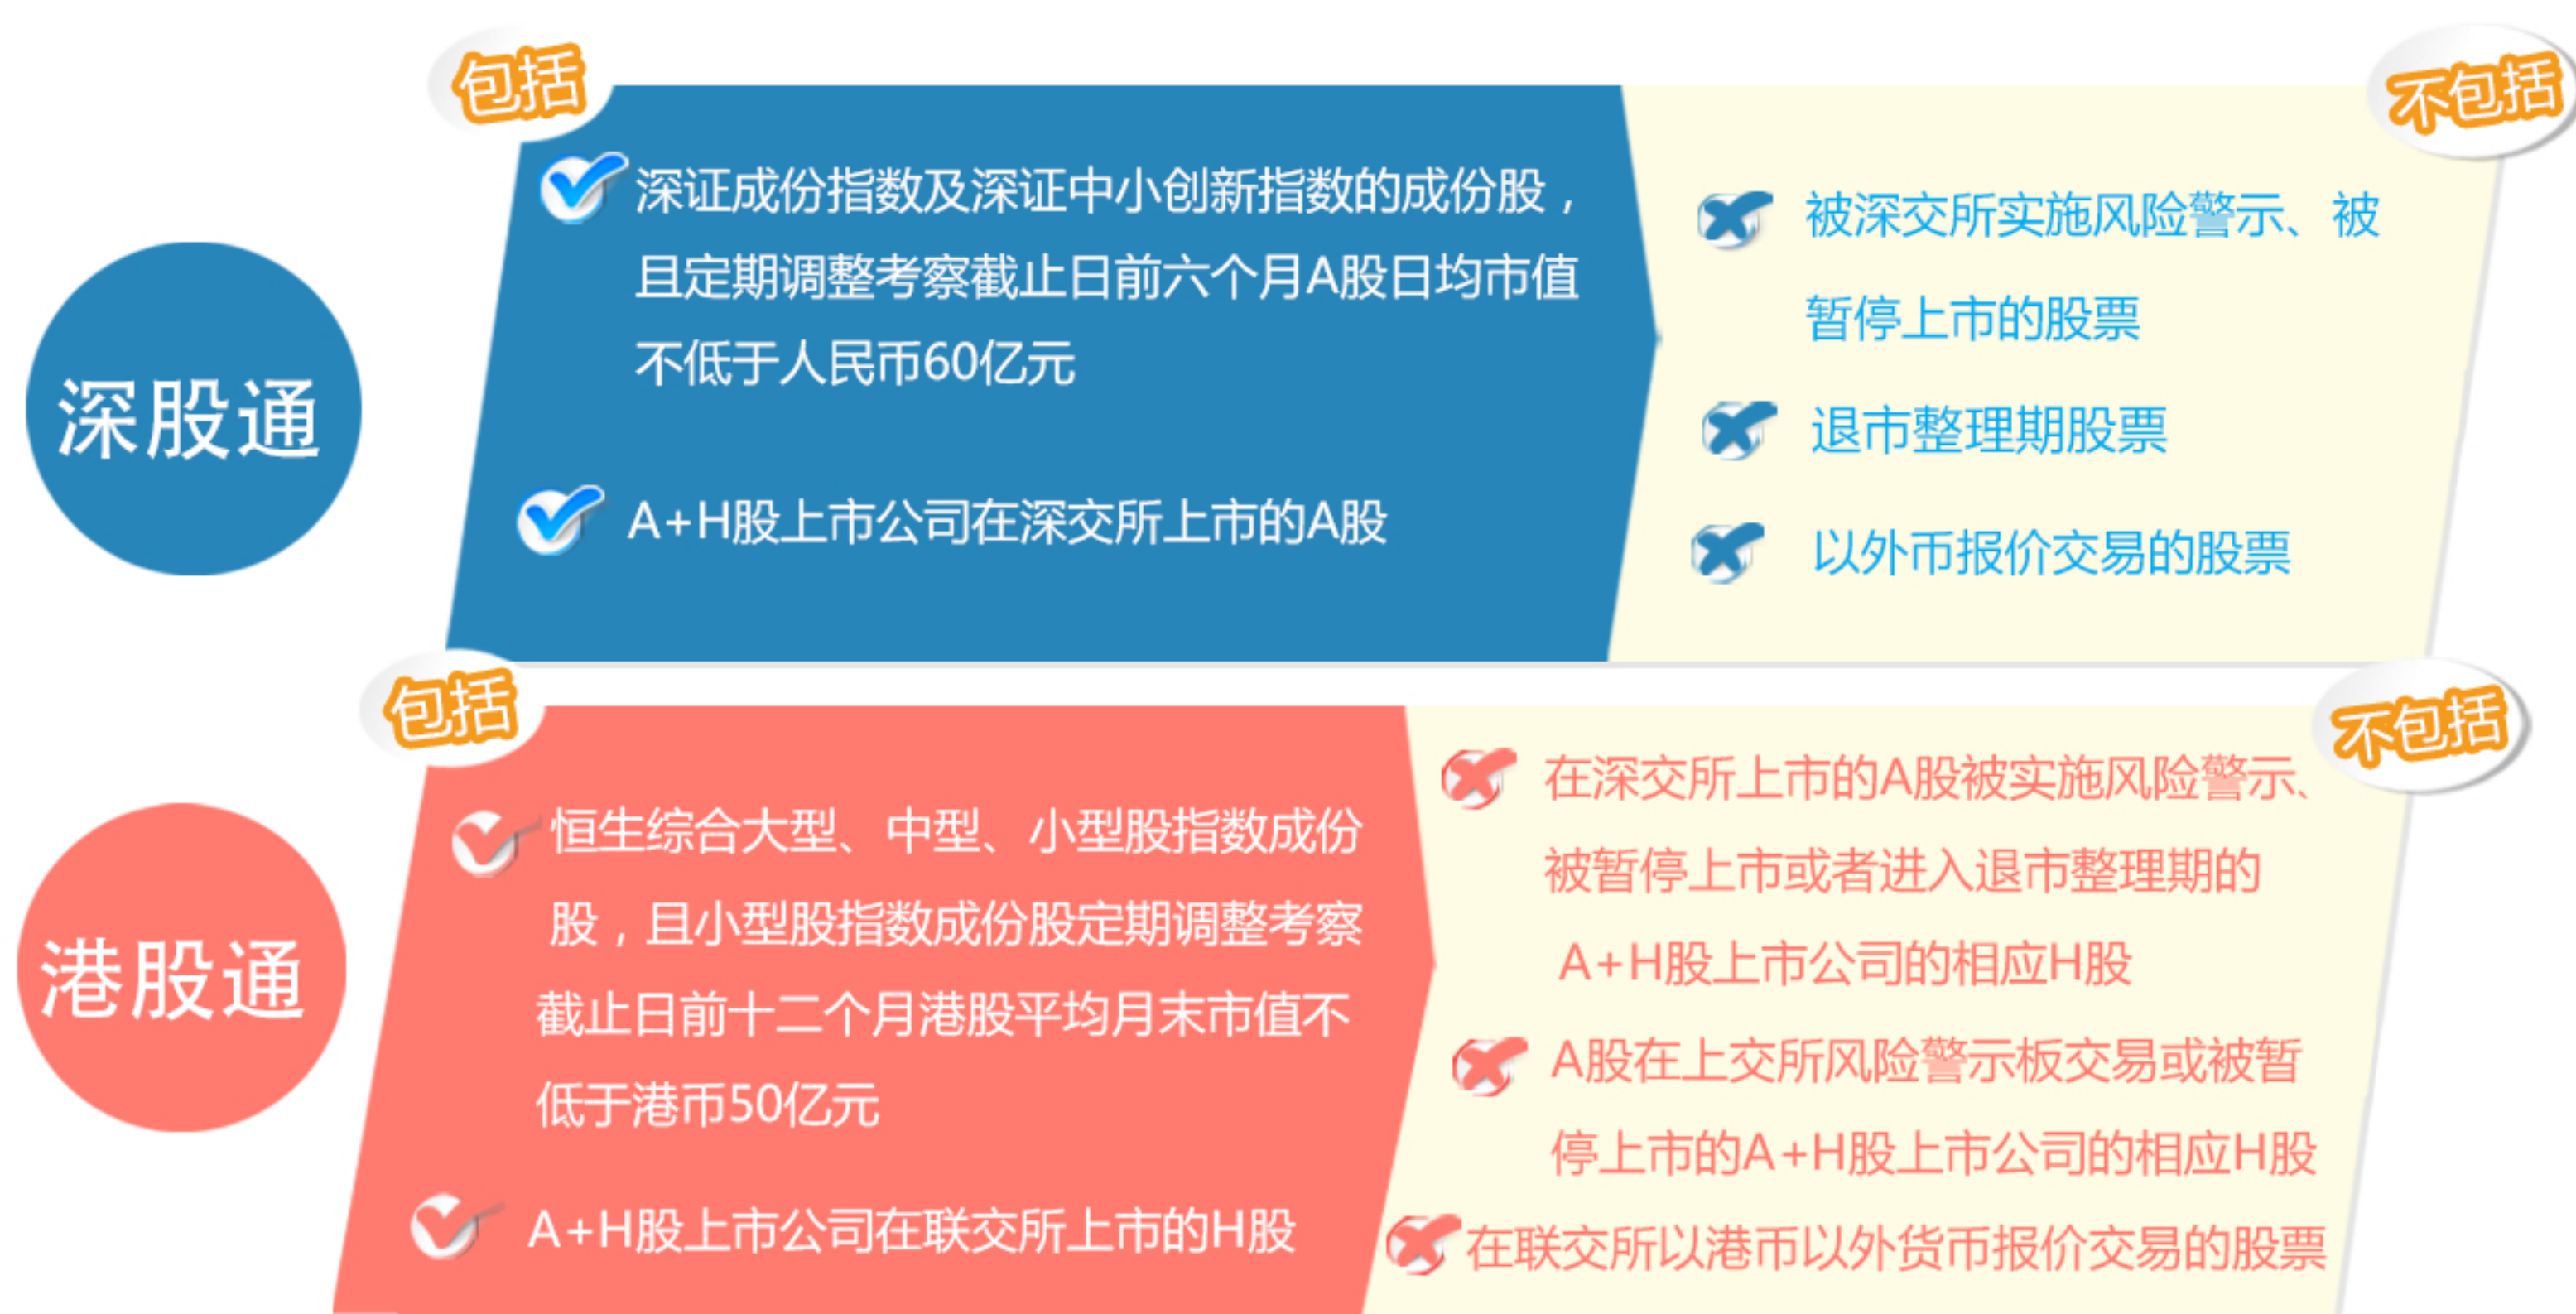 包括
不包括
深股通
深证成份指数及深证中小创新指数的成份股，
且定期调整考察截止日前六个月A股日均市值
不低于人民币60亿元
A+H股上市公司在深交所上市的A股
被深交所实施风险警示、被
暂停上市的股票
退市整理期股票
以外币报价交易的股票
包括
不包括
港股通
恒生综合大型、中型、小型股指数成份
股，且小型股指数成份股定期调整考察
截止日前十二个月港股平均月末市值不
低于港币50亿元
A+H股上市公司在联交所上市的H股
在深交所上市的A股被实施风险警示、
被暂停上市或者进入退市整理期的
A+H股上市公司的相应H股
A股在上交所风险警示板交易或被暂
停上市的A+H股上市公司的相应H股
在联交所以港币以外货币报价交易的股票